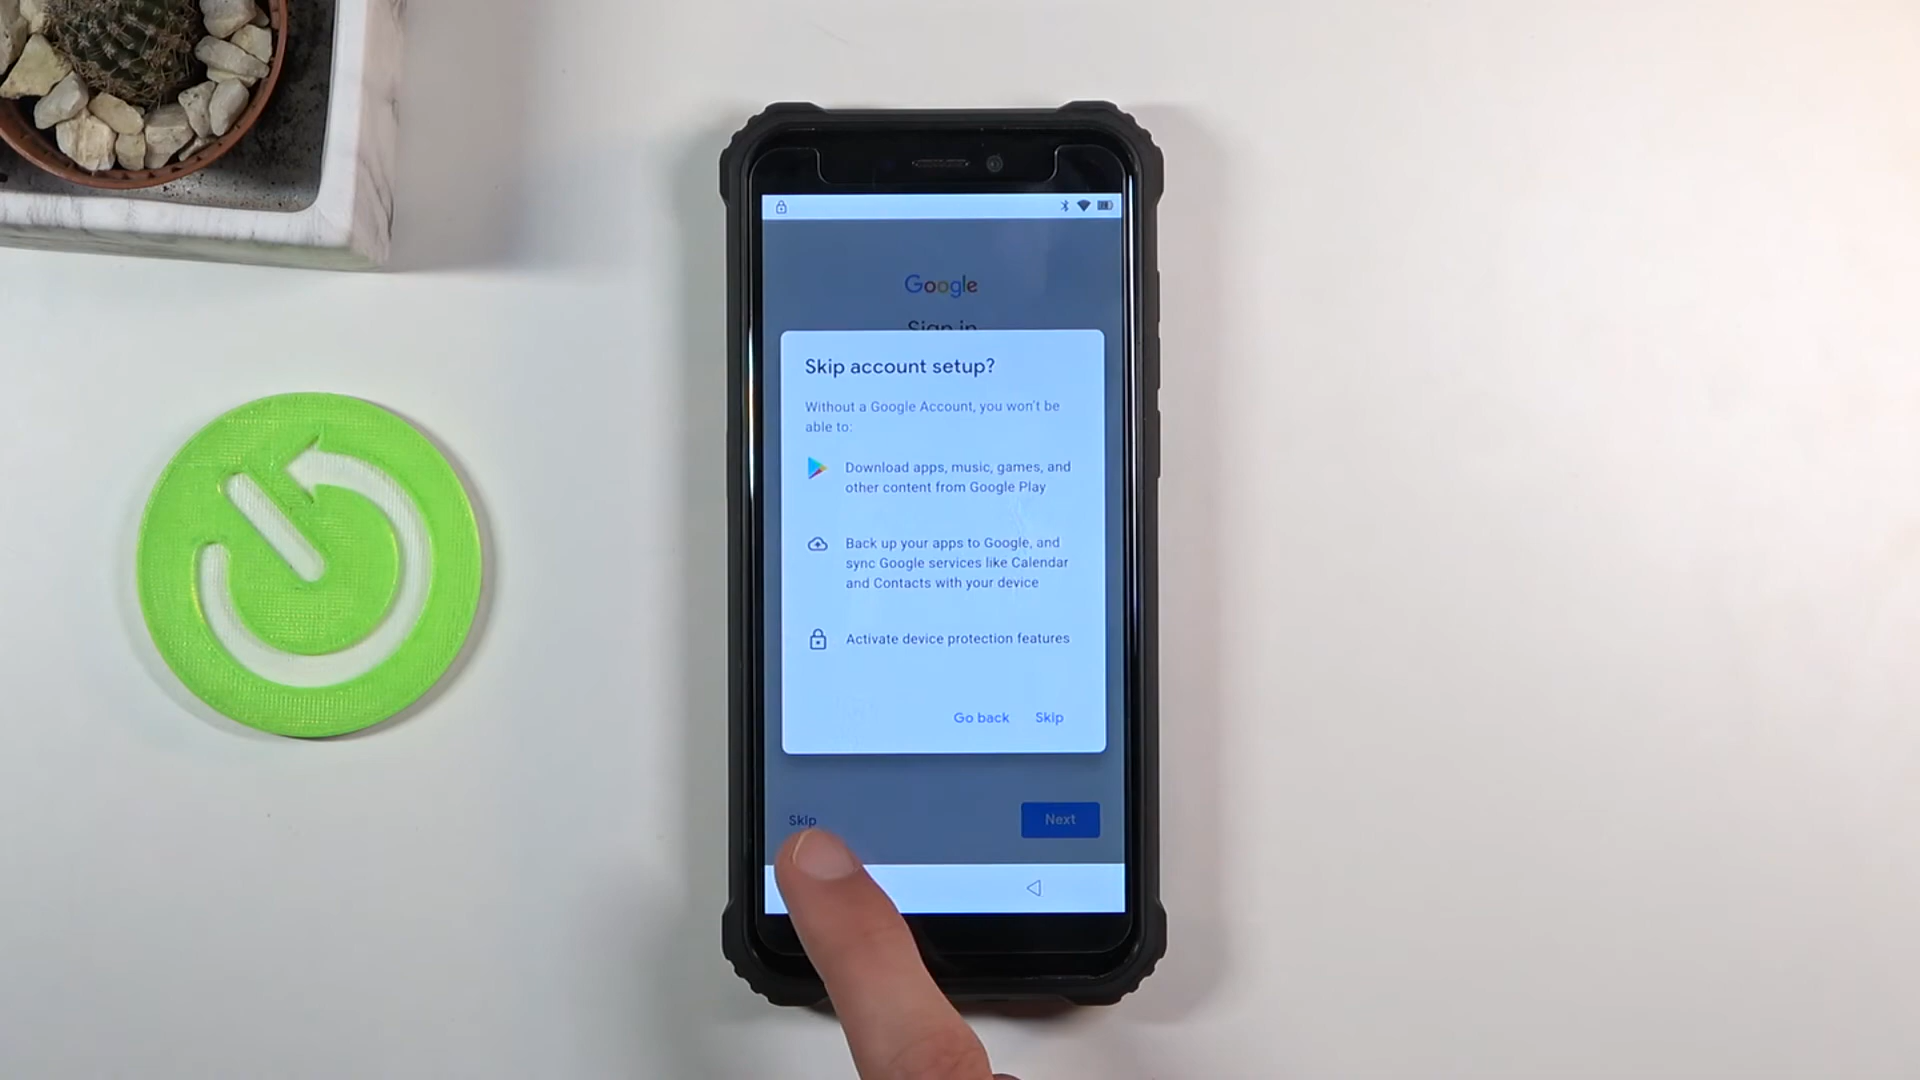 Google
Sign in
Skip account setup?
Without a Google Account, you won't be
able to:
Download apps, music, games, and
other content from Google Play
Back up your apps to Google, and
sync Google services like Calendar
and Contacts with your device
Activate device protection features
Go back Skip
Skip Next